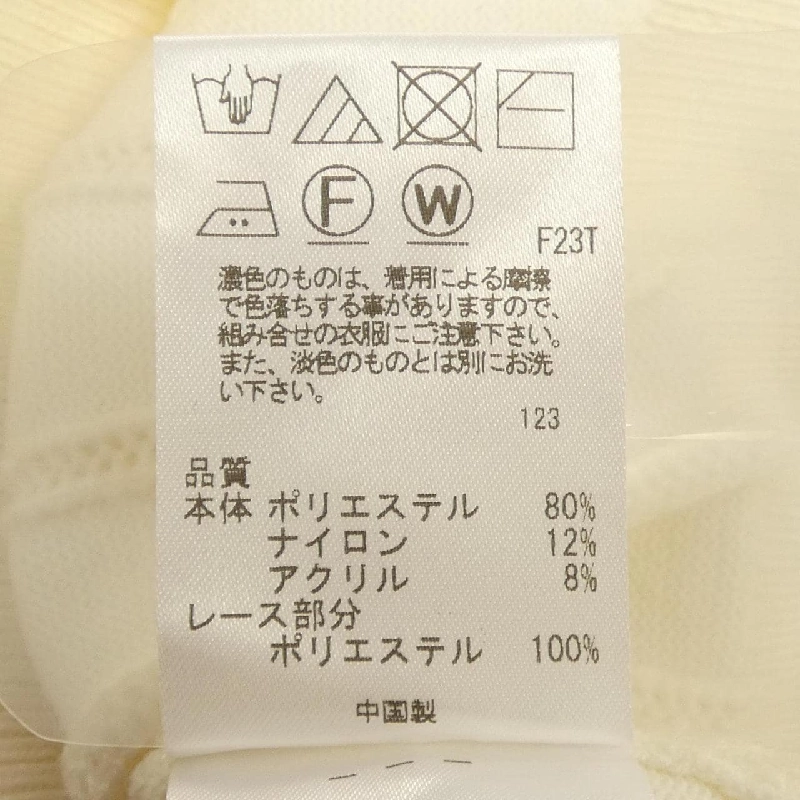 F W
F23T
濃色のものは、着用による摩擦
で色落ちする事がありますので、
組み合せの衣服にご注意下さい。
また、淡色のものとは別にお洗
い下さい。
123
品質
本体 ポリエステル 80%
ナイロン 12%
アクリル 8%
レース部分
ポリエステル 100%
中国製